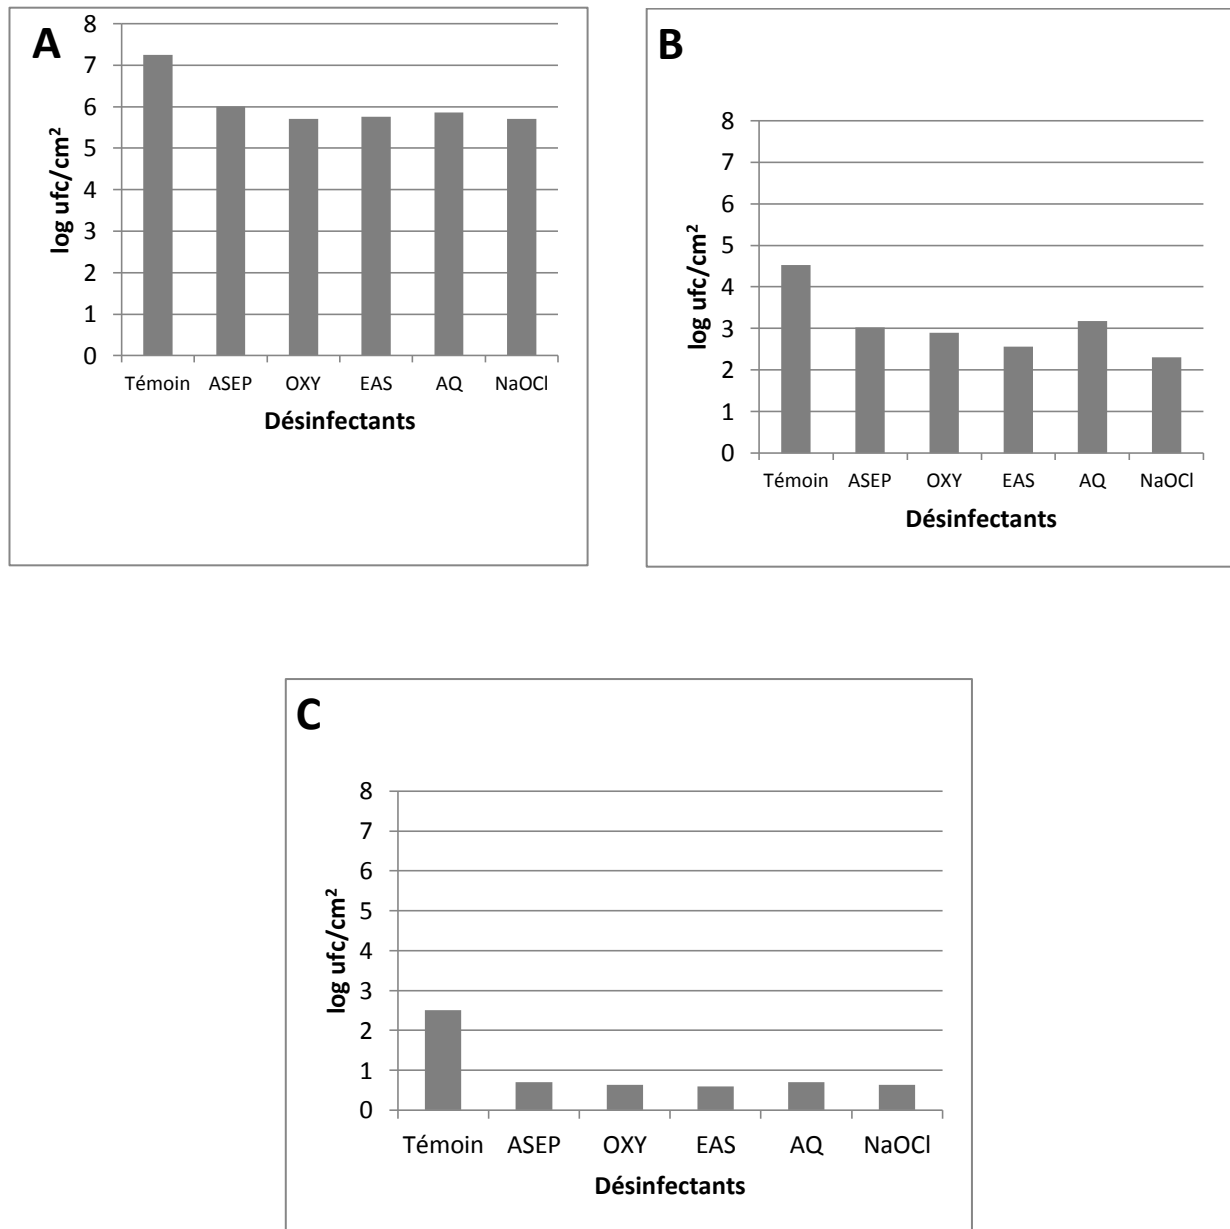 A
8
7
6
5
4
3
2
1
0
log ufc/cm²
Témoin ASEP OXY EAS AQ NaOCl
Désinfectants
B
8
7
6
5
4
3
2
1
0
log ufc/cm²
Témoin ASEP OXY EAS AQ NaOCl
Désinfectants
C
8
7
6
5
4
3
2
1
0
log ufc/cm²
Témoin ASEP OXY EAS AQ NaOCl
Désinfectants